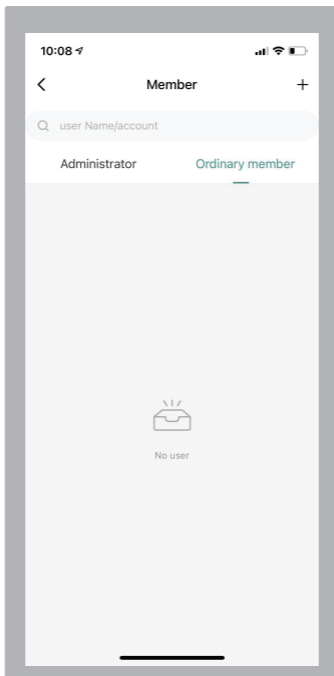 10:08
Member
user Name/account
Administrator Ordinary member
No user